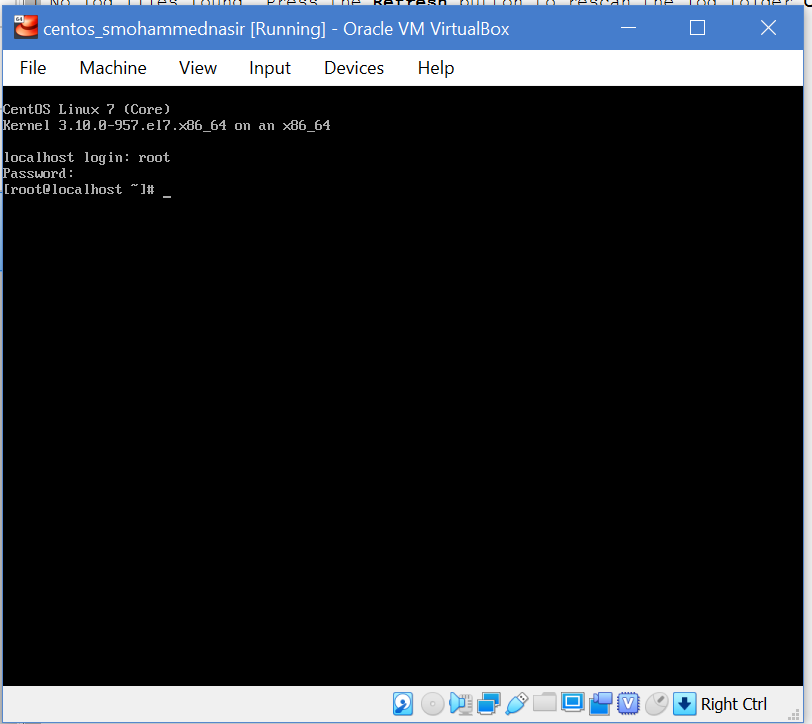 No log files found. Press the Refresh button to rescan the log folder
64
centos_smohammednasir [Running] - Oracle VM VirtualBox
File Machine View Input Devices Help
CentOS Linux 7 (Core)
Kernel 3.10.0-957.el7.x86_64 on an x86_64
localhost login: root
Password:
[root@localhost ~]# _
V
Right Ctrl